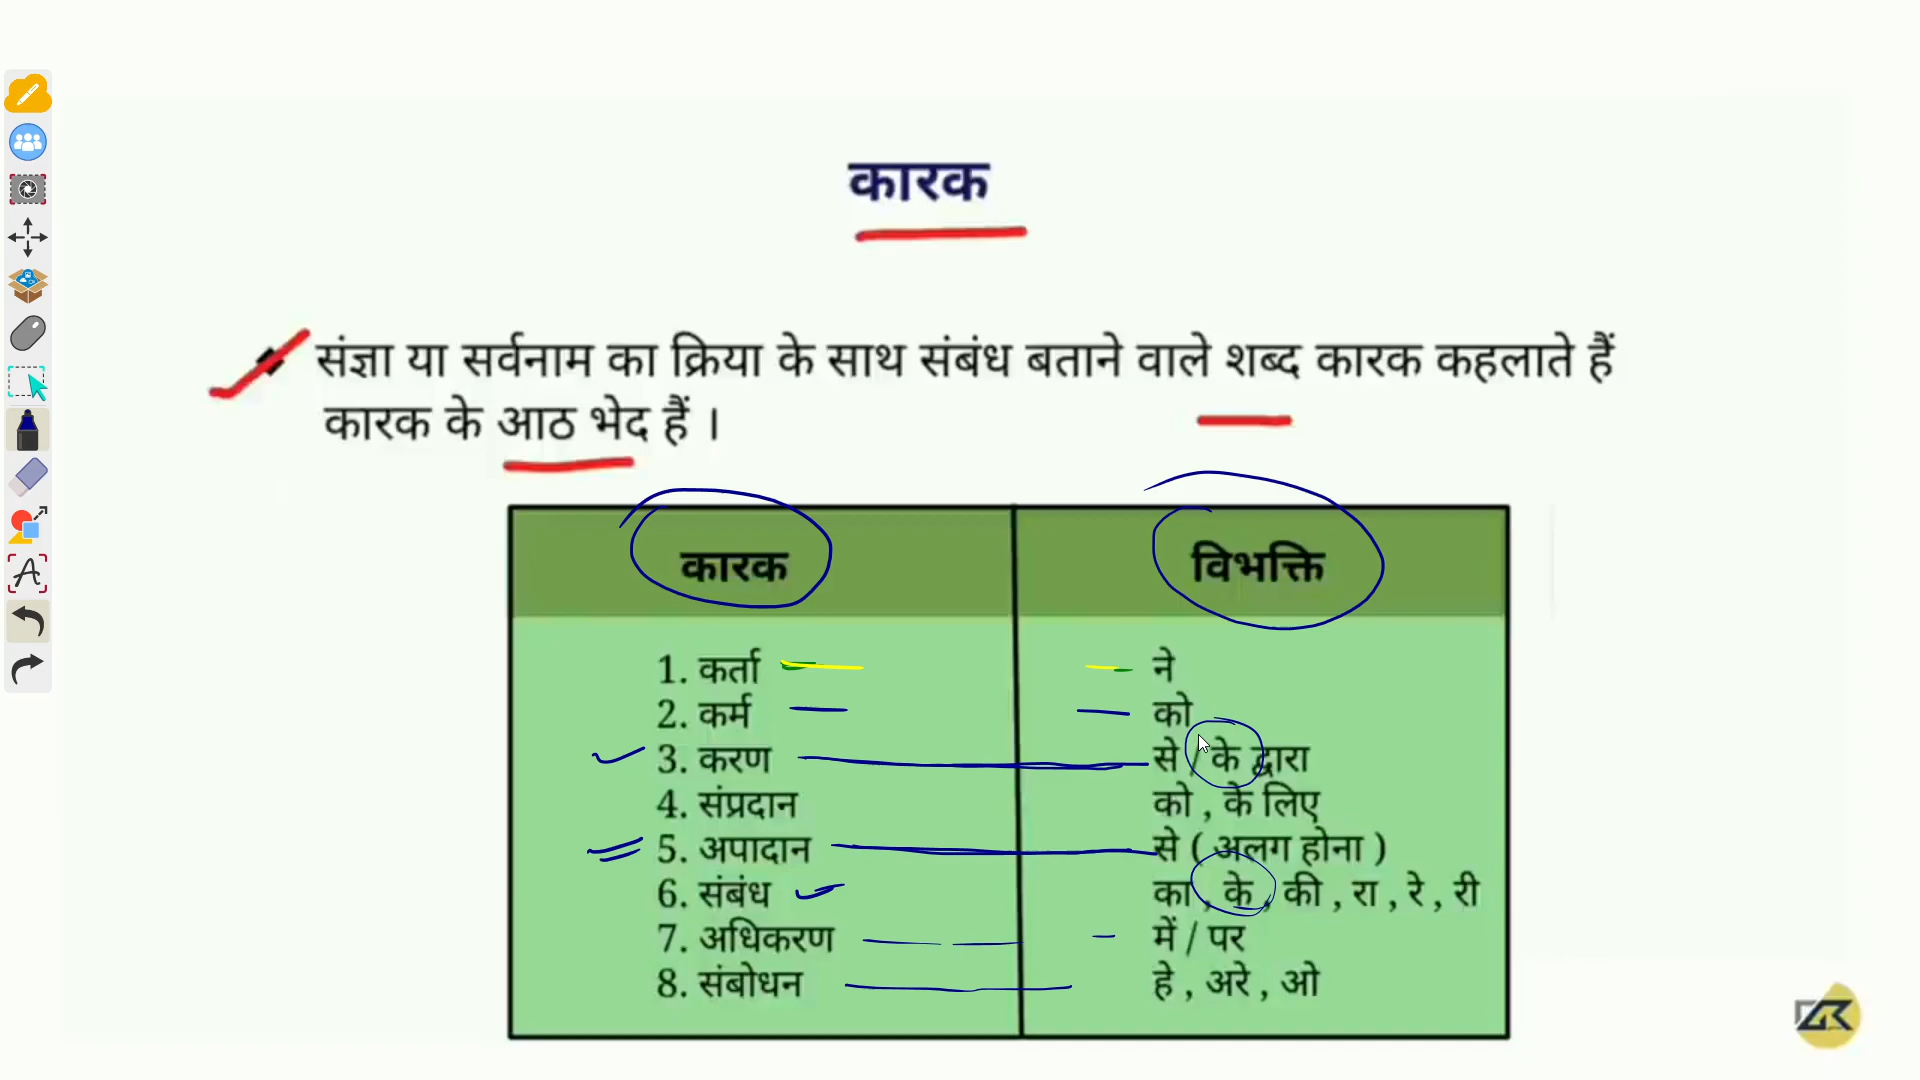 कारक
संज्ञा या सर्वनाम का क्रिया के साथ संबंध बताने वाले शब्द कारक कहलाते हैं
कारक के आठ भेद हैं ।
कारक विभक्ति
1. कर्ता ने
2. कर्म को
3. करण से / के द्वारा
4. संप्रदान को , के लिए
5. अपादान से ( अलग होना )
6. संबंध का , के , की , रा , रे , री
7. अधिकरण में / पर
8. संबोधन हे , अरे , ओ